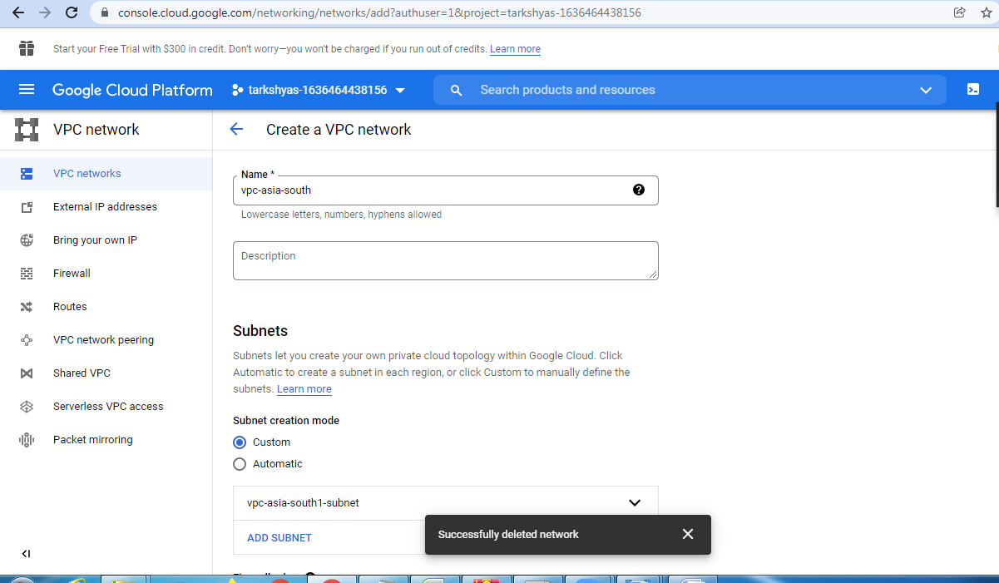 console.cloud.google.com/networking/networks/add?authuser=1&project=tarkshyas-1636464438156
Start your Free Trial with $300 in credit. Don't worry—you won't be charged if you run out of credits. Learn more
Google Cloud Platform
tarkshyas-1636464438156
Search products and resources
VPC network
Create a VPC network
VPC networks
External IP addresses
Bring your own IP
Firewall
Routes
VPC network peering
Shared VPC
Serverless VPC access
Packet mirroring
Name *
vpc-asia-south
Lowercase letters, numbers, hyphens allowed
Description
Subnets
Subnets let you create your own private cloud topology within Google Cloud. Click
Automatic to create a subnet in each region, or click Custom to manually define the
subnets. Learn more
Subnet creation mode
Custom
Automatic
vpc-asia-south1-subnet
ADD SUBNET
Successfully deleted network